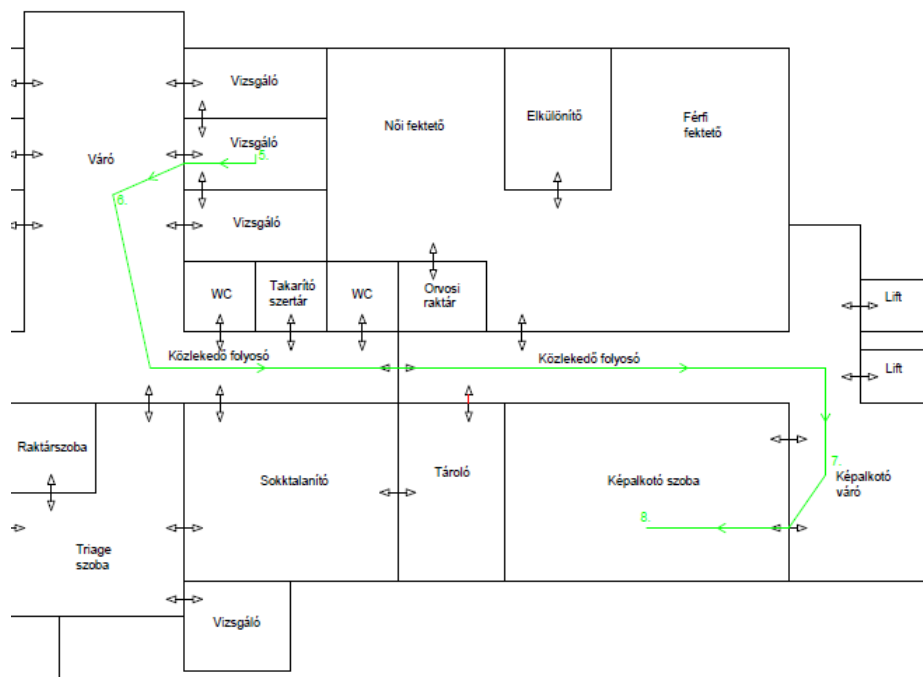 Vizsgáló
Női fektető
Elkülönítő
Férfi
fektető
Váró
Vizsgáló
5.
6.
Vizsgáló
WC
Takarító
szertár
WC
Orvosi
raktár
Lift
Közlekedő folyosó
Közlekedő folyosó
Lift
Raktárszoba
Sokktalanító
Tároló
Képalkotó szoba
7.
Képalkotó
váró
8.
Triage
szoba
Vizsgáló